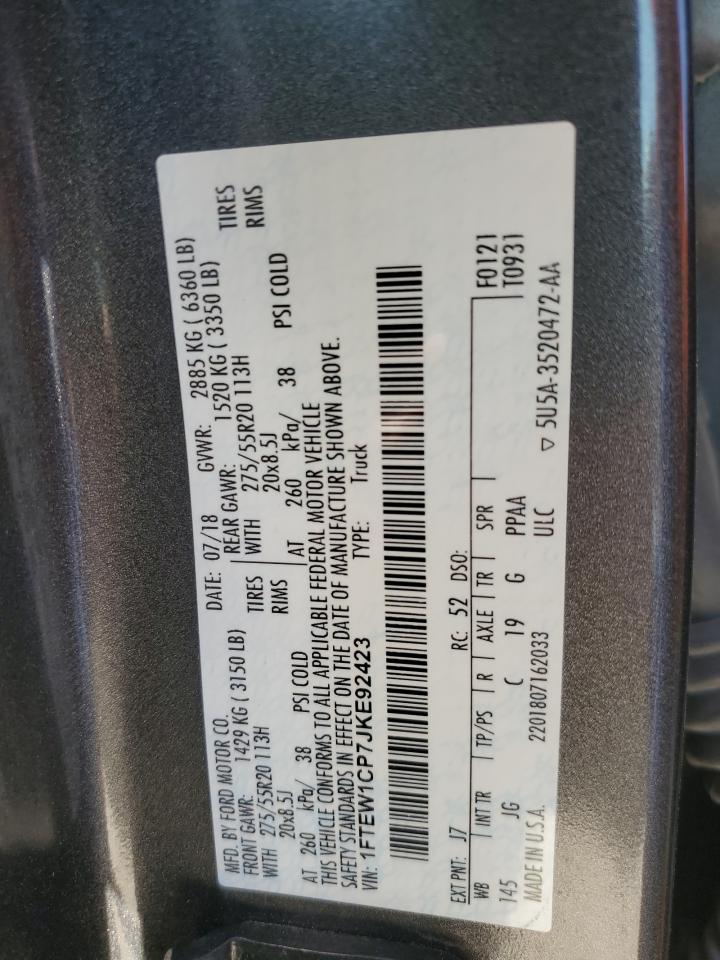 MFD. BY FORD MOTOR CO.
DATE: 07/18 GVWR: 2885 KG ( 6360 LB)
FRONT GAWR: 1429 KG ( 3150 LB) REAR GAWR: 1520 KG ( 3350 LB)
WITH 275/55R20 113H TIRES WITH 275/55R20 113H TIRES
20x8.5J RIMS 20x8.5J RIMS
AT 260 kPa/ 38 PSI COLD AT 260 kPa/ 38 PSI COLD
THIS VEHICLE CONFORMS TO ALL APPLICABLE FEDERAL MOTOR VEHICLE
SAFETY STANDARDS IN EFFECT ON THE DATE OF MANUFACTURE SHOWN ABOVE.
VIN: 1FTEW1CP7JKE92423 TYPE: Truck
EXT PNT: J7 RC: 52 DSO: F0121
WB INT TR TP/PS R AXLE TR SPR T0931
145 JG C 19 G PPAA
MADE IN U.S.A. 2201807162033 ULC ▽ 5U5A-3520472-AA